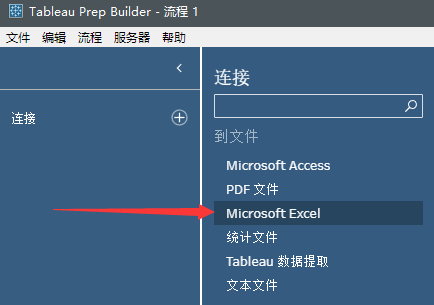 Tableau Prep Builder - 流程 1
文件 编辑 流程 服务器 帮助
连接
连接
到文件
Microsoft Access
PDF 文件
Microsoft Excel
统计文件
Tableau 数据提取
文本文件